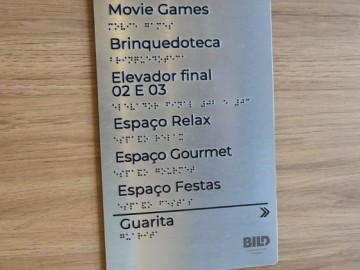 Movie Games
Brinquedoteca
Elevador final
02 E 03
Espaço Relax
Espaço Gourmet
Espaço Festas
Guarita
BILD